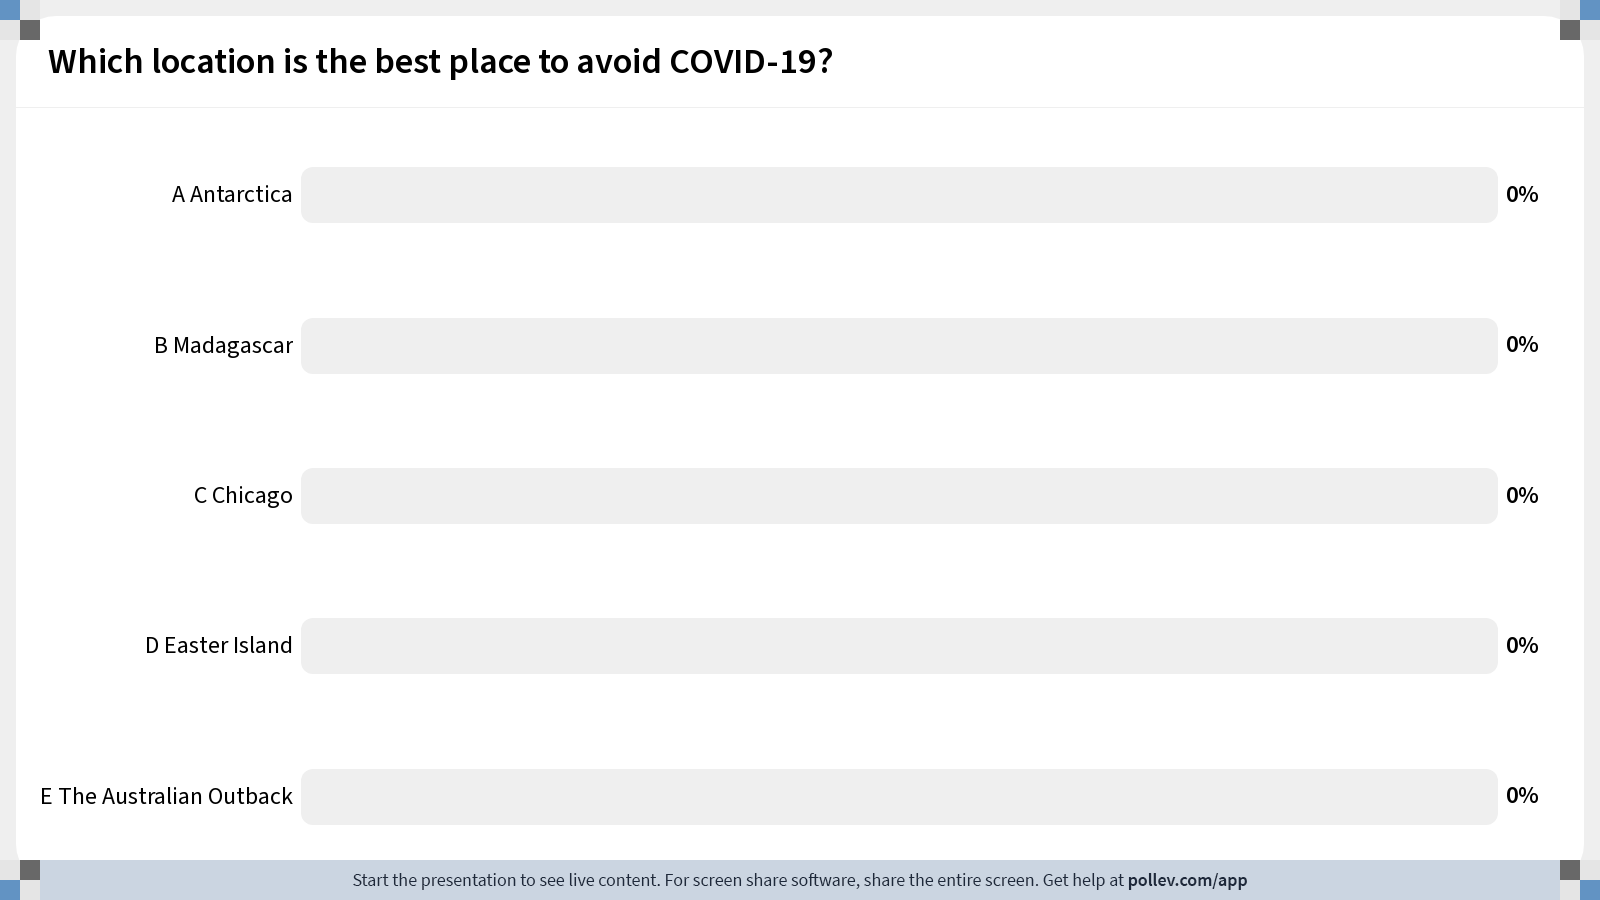 Which location is the best place to avoid COVID-19?
A Antarctica 0%
B Madagascar 0%
C Chicago 0%
D Easter Island 0%
E The Australian Outback 0%
Start the presentation to see live content. For screen share software, share the entire screen. Get help at pollev.com/app